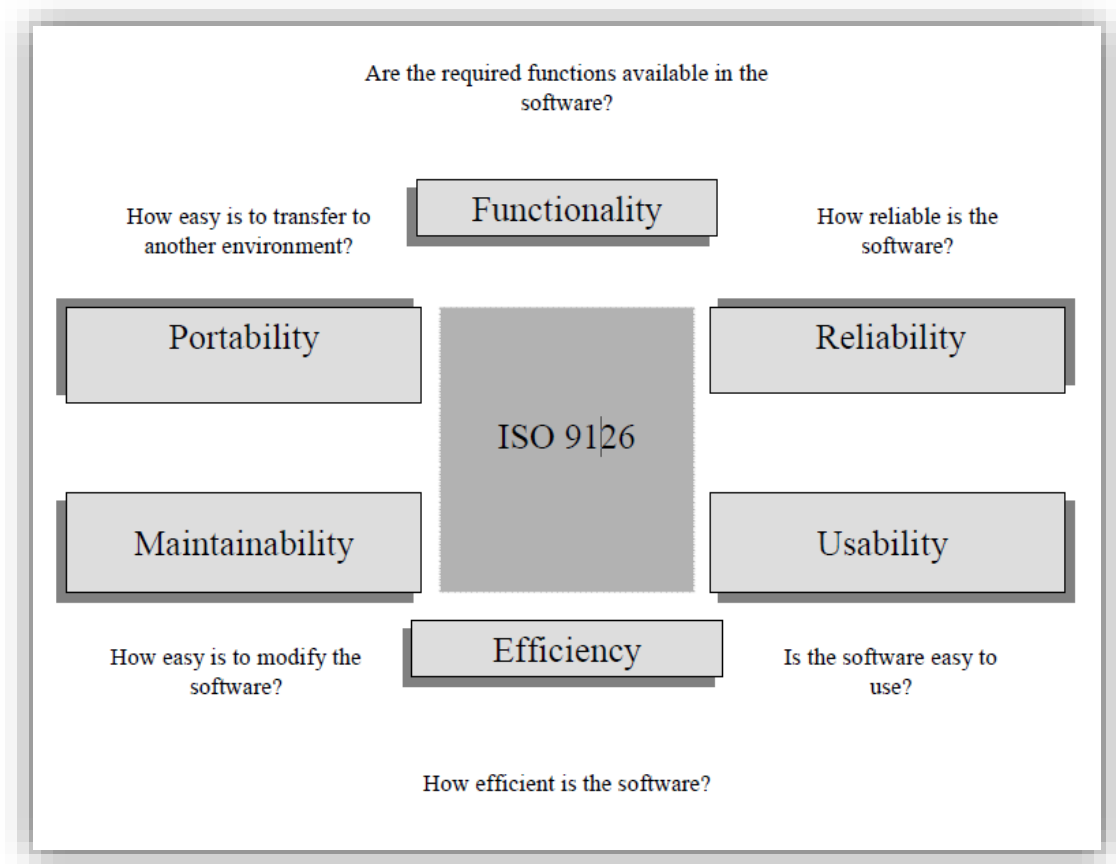 Are the required functions available in the
software?
Functionality
How easy is to transfer to
another environment?
How reliable is the
software?
Portability
Reliability
ISO 9126
Maintainability
Usability
Efficiency
How easy is to modify the
software?
Is the software easy to
use?
How efficient is the software?